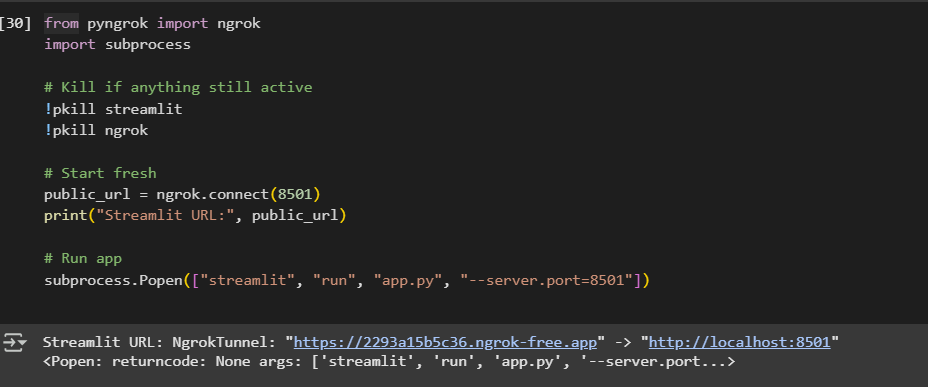 [30] from pyngrok import ngrok
import subprocess
# Kill if anything still active
!pkill streamlit
!pkill ngrok
# Start fresh
public_url = ngrok.connect(8501)
print("Streamlit URL:", public_url)
# Run app
subprocess.Popen(["streamlit", "run", "app.py", "--server.port=8501"])
Streamlit URL: NgrokTunnel: "https://2293a15b5c36.ngrok-free.app" -> "http://localhost:8501"
<Popen: returncode: None args: ['streamlit', 'run', 'app.py', '--server.port...>